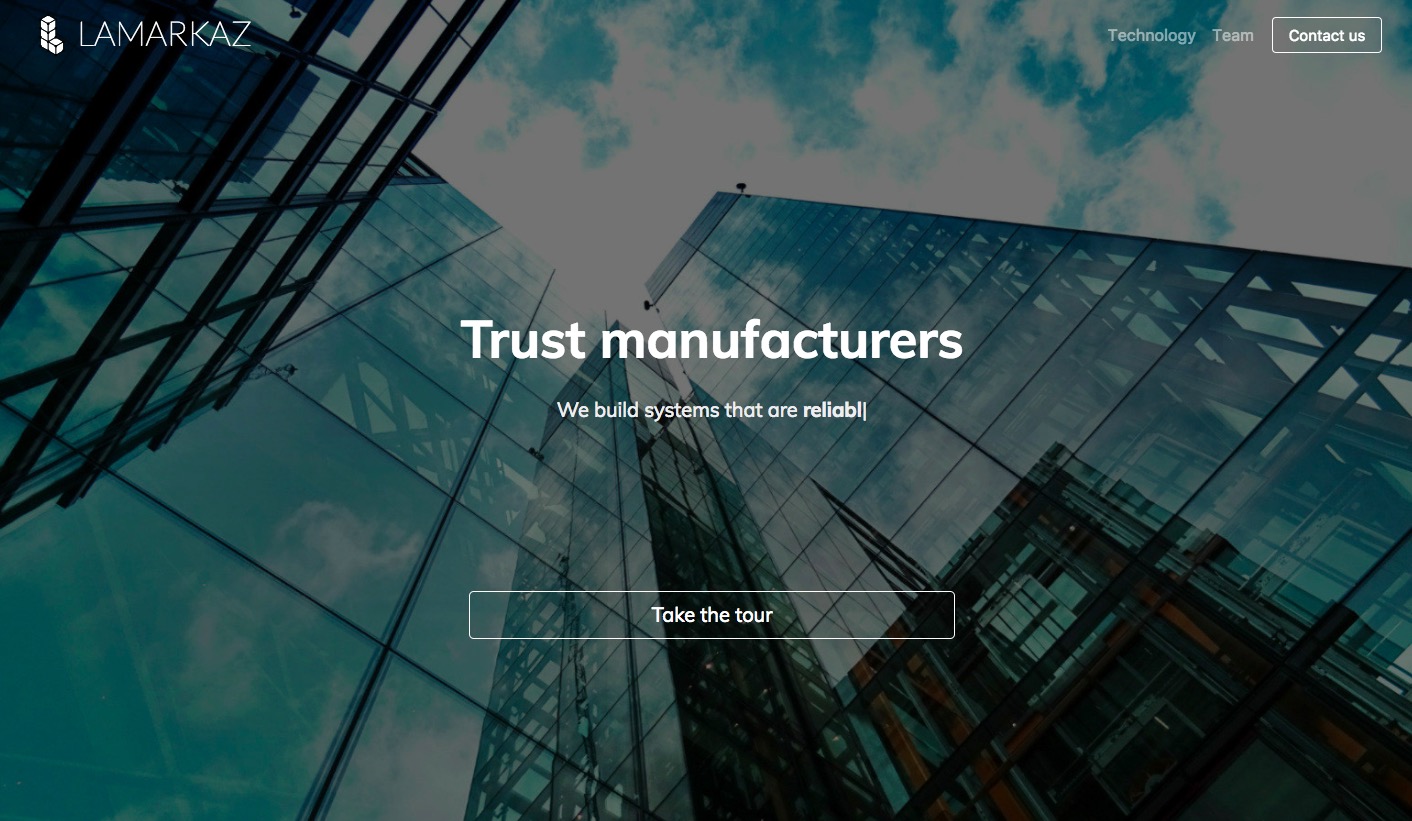 LAMARKAZ
Technology
Team
Contact us
Trust manufacturers
We build systems that are reliabl|
Take the tour